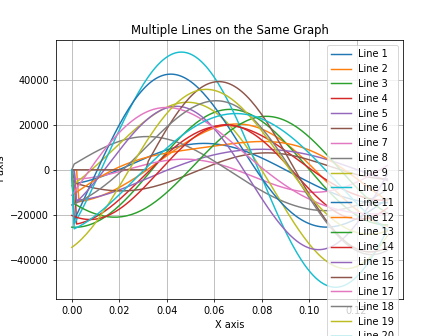 Multiple Lines on the Same Graph
40000
20000
0
−20000
−40000
0.00
0.02
0.04
0.06
0.08
0.10
X axis
Line 1
Line 2
Line 3
Line 4
Line 5
Line 6
Line 7
Line 8
Line 9
Line 10
Line 11
Line 12
Line 13
Line 14
Line 15
Line 16
Line 17
Line 18
Line 19
Line 20